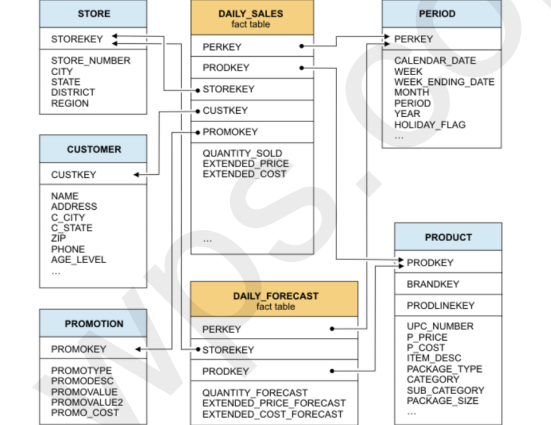 STORE
STOREKEY
STORE_NUMBER
CITY
STATE
DISTRICT
REGION
CUSTOMER
CUSTKEY
NAME
ADDRESS
C_CITY
C_STATE
ZIP
PHONE
AGE_LEVEL
...
PROMOTION
PROMOKEY
PROMOTYPE
PROMODESC
PROMOVALUE
PROMOVALUE2
PROMO_COST
DAILY_SALES
fact table
PERKEY
PRODKEY
STOREKEY
CUSTKEY
PROMOKEY
QUANTITY_SOLD
EXTENDED_PRICE
EXTENDED_COST
...
DAILY_FORECAST
fact table
PERKEY
STOREKEY
PRODKEY
QUANTITY_FORECAST
EXTENDED_PRICE_FORECAST
EXTENDED_COST_FORECAST
PERIOD
PERKEY
CALENDAR_DATE
WEEK
WEEK_ENDING_DATE
MONTH
PERIOD
YEAR
HOLIDAY_FLAG
...
PRODUCT
PRODKEY
BRANDKEY
PRODLINEKEY
UPC_NUMBER
P_PRICE
P_COST
ITEM_DESC
PACKAGE_TYPE
CATEGORY
SUB_CATEGORY
PACKAGE_SIZE
...
wps.co